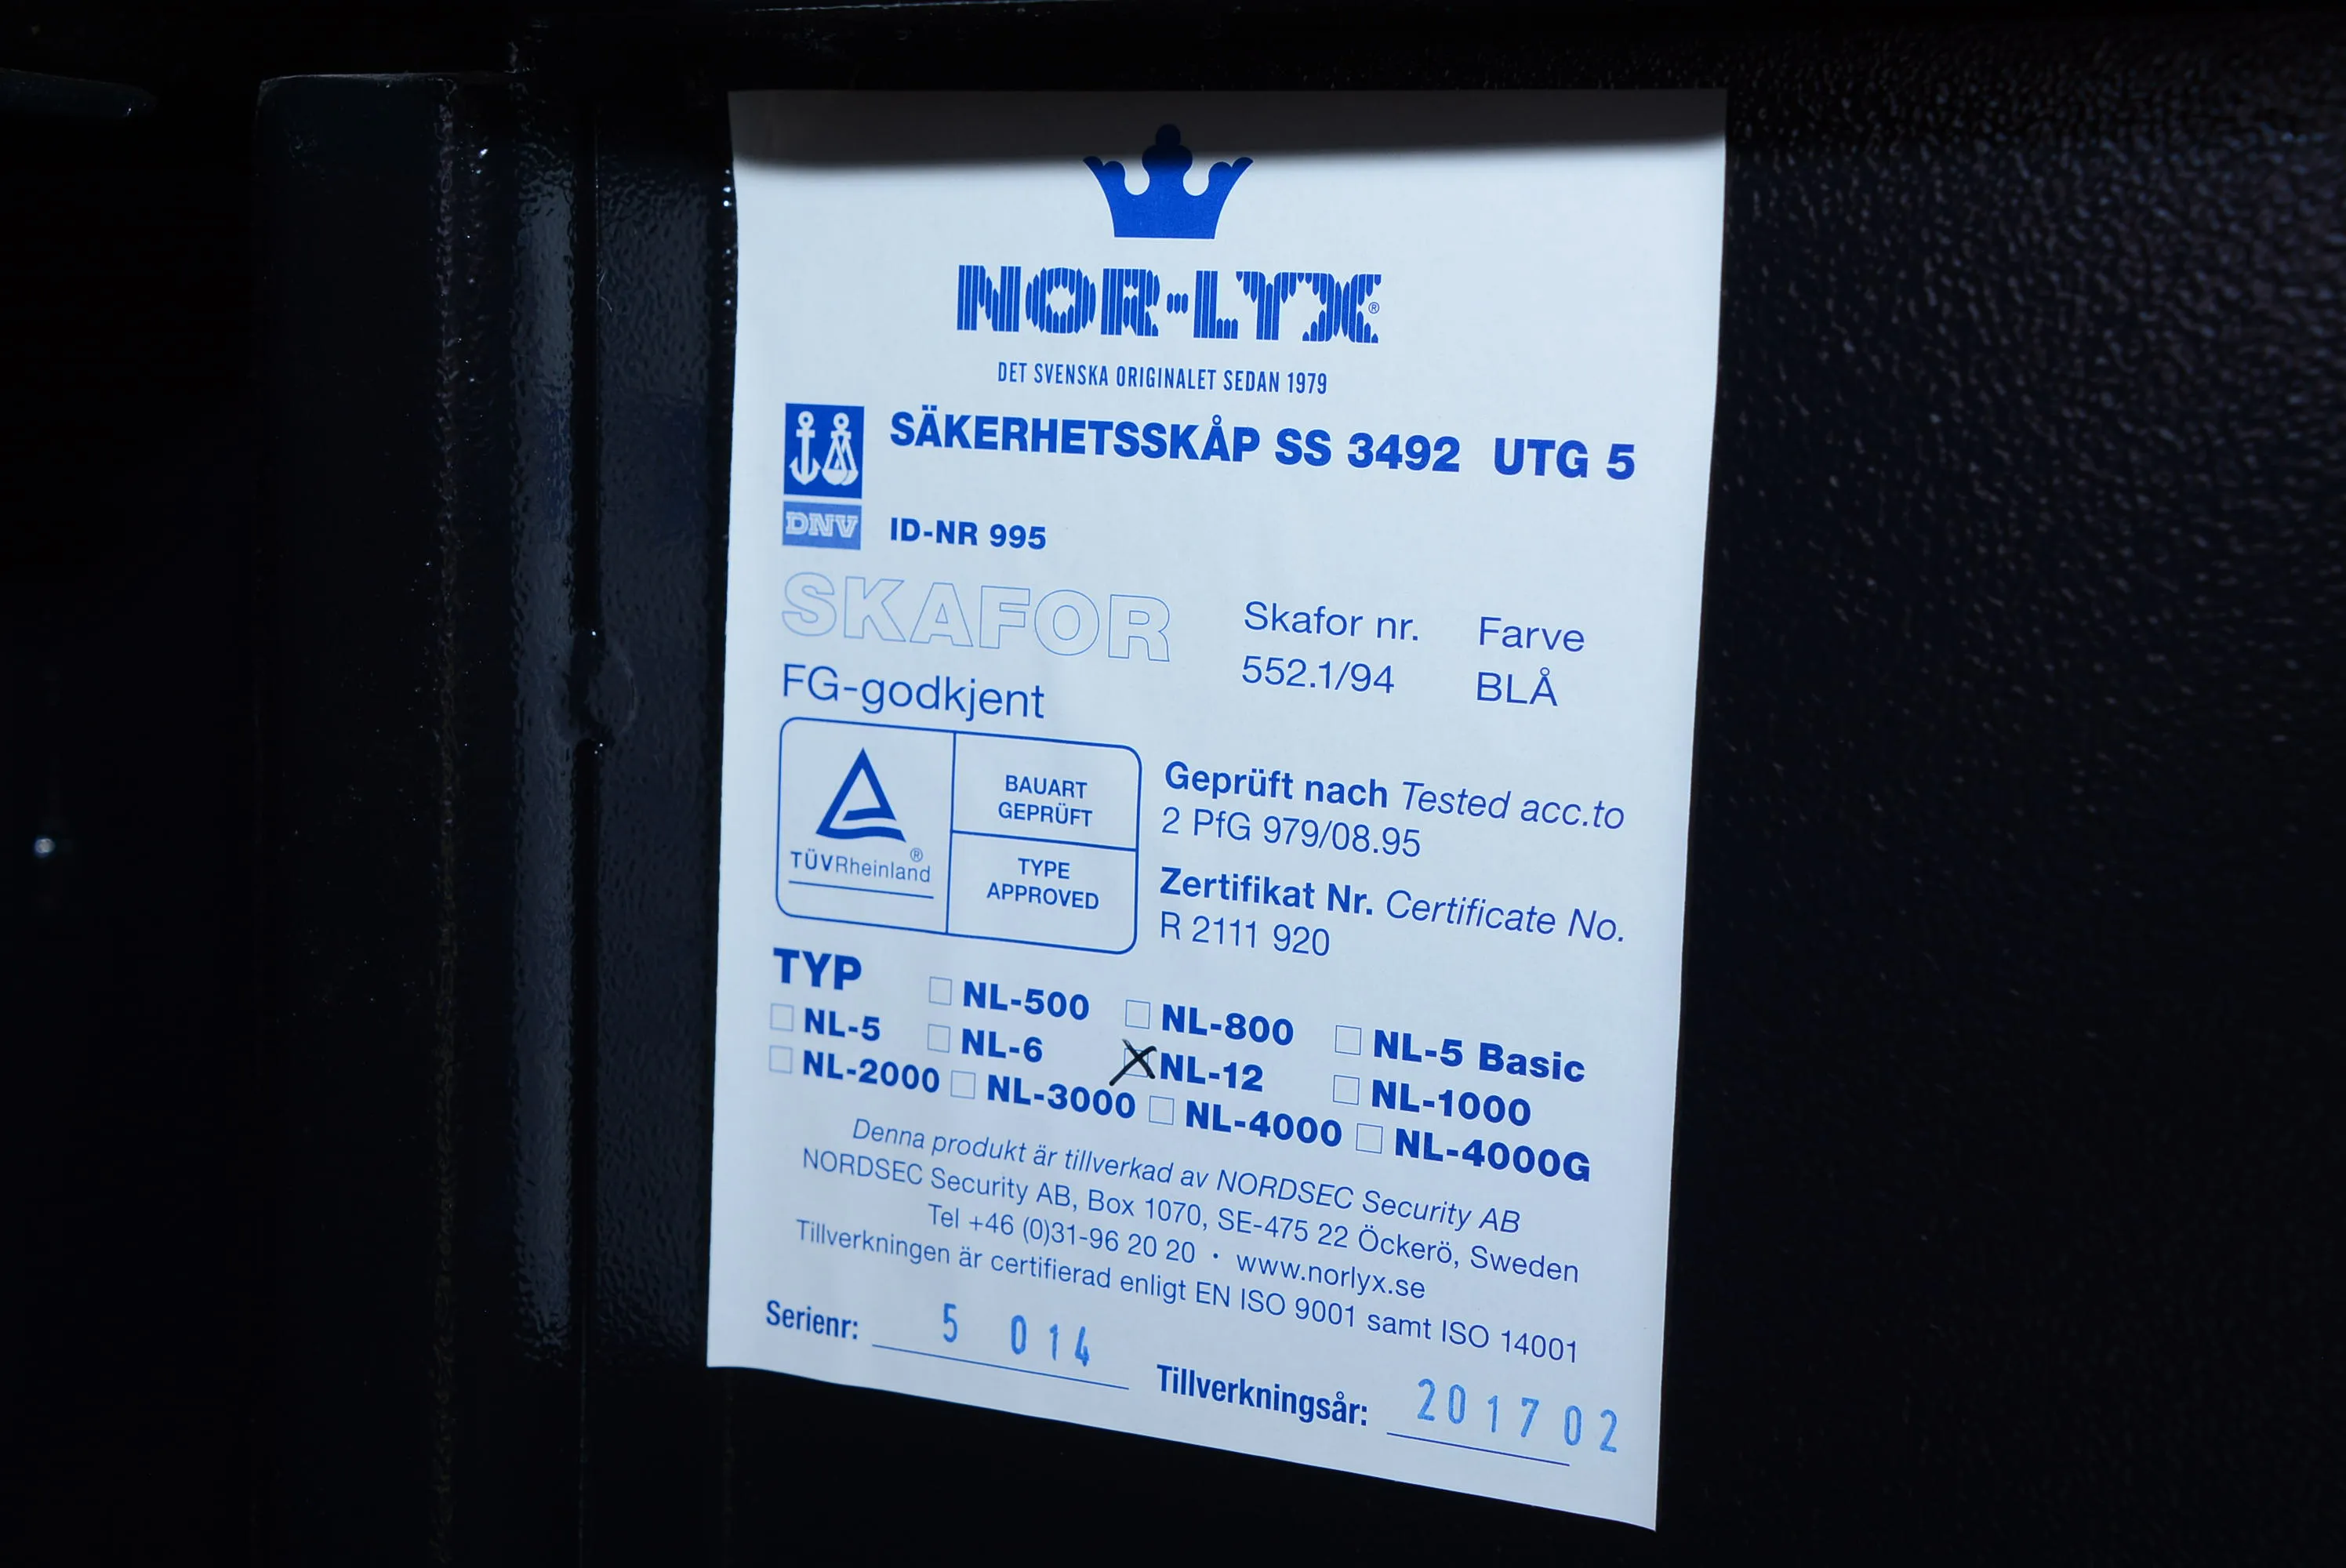 NOR-LYX®
DET SVENSKA ORIGINALET SEDAN 1979
SÄKERHETSSKÅP SS 3492 UTG 5
DNV
ID-NR 995
SKAFOR
Skafor nr. Farve
552.1/94 BLÅ
FG-godkjent
TÜVRheinland®
BAUART
GEPRÜFT
TYPE
APPROVED
Geprüft nach Tested acc.to
2 PfG 979/08.95
Zertifikat Nr. Certificate No.
R 2111 920
TYP
NL-500 NL-800 NL-5 Basic
NL-5 NL-6 NL-12 NL-1000
NL-2000 NL-3000 NL-4000 NL-4000G
Denna produkt är tillverkad av NORDSEC Security AB
NORDSEC Security AB, Box 1070, SE-475 22 Öckerö, Sweden
Tel +46 (0)31-96 20 20 • www.norlyx.se
Tillverkningen är certifierad enligt EN ISO 9001 samt ISO 14001
Serienr: 5 014
Tillverkningsår: 201702